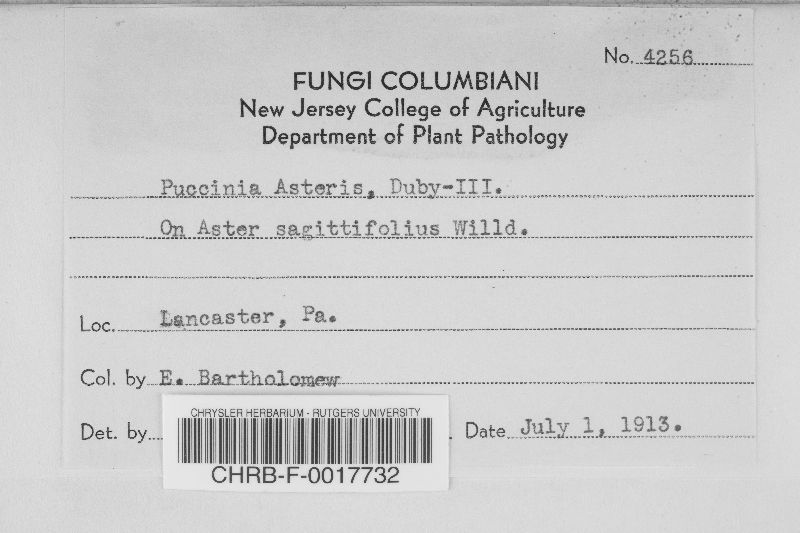 No. 4256
FUNGI COLUMBIANI
New Jersey College of Agriculture
Department of Plant Pathology
Puccinia Asteris, Duby-III.
On Aster sagittifolius Willd.
Loc. Lancaster, Pa.
Col. by E. Bartholomew
Det. by Date July 1, 1913.
CHRYSLER HERBARIUM - RUTGERS UNIVERSITY
CHRB-F-0017732